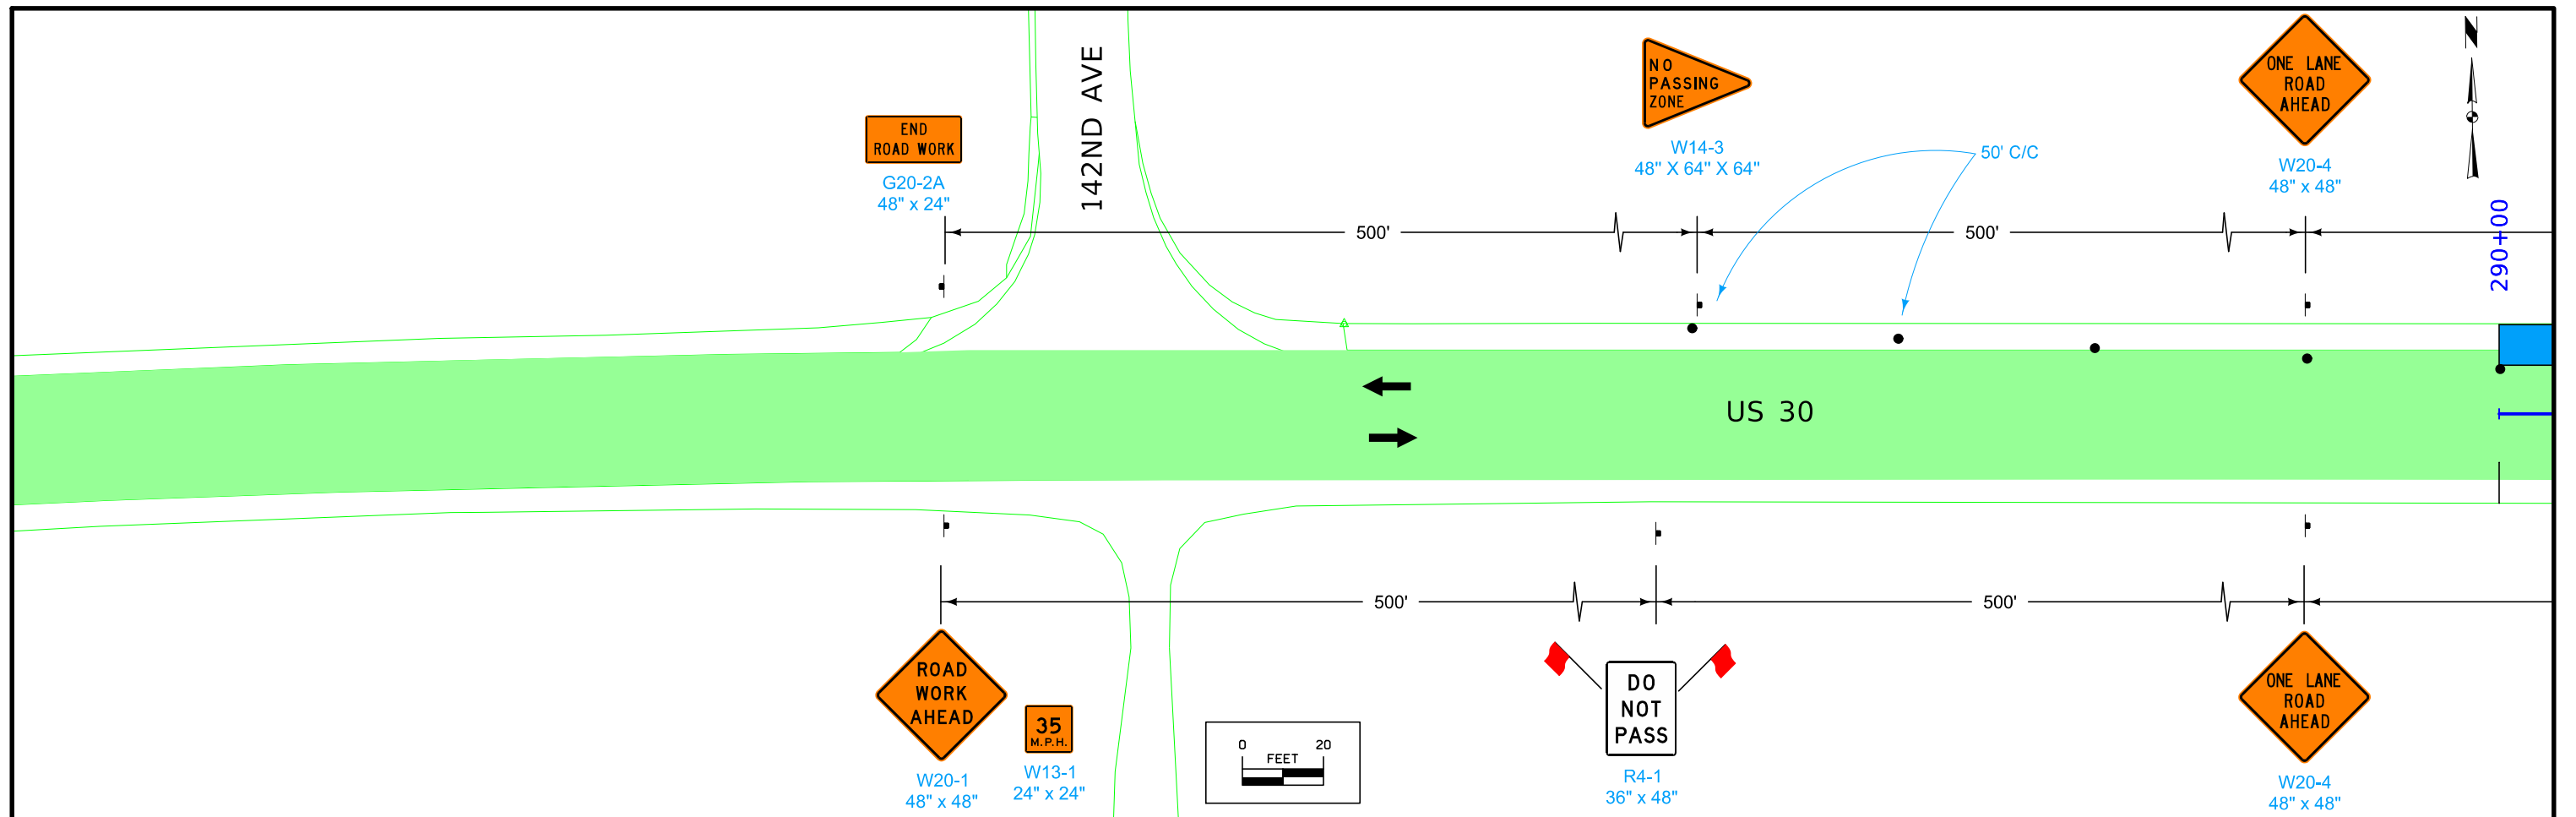 142ND AVE
END
ROAD WORK
G20-2A
48" x 24"
NO
PASSING
ZONE
W14-3
48" X 64" X 64"
50' C/C
ONE LANE
ROAD
AHEAD
W20-4
48" x 48"
N
290+00
500'
500'
US 30
500'
500'
ROAD
WORK
AHEAD
W20-1
48" x 48"
35
M.P.H.
W13-1
24" x 24"
0 20
FEET
DO
NOT
PASS
R4-1
36" x 48"
ONE LANE
ROAD
AHEAD
W20-4
48" x 48"